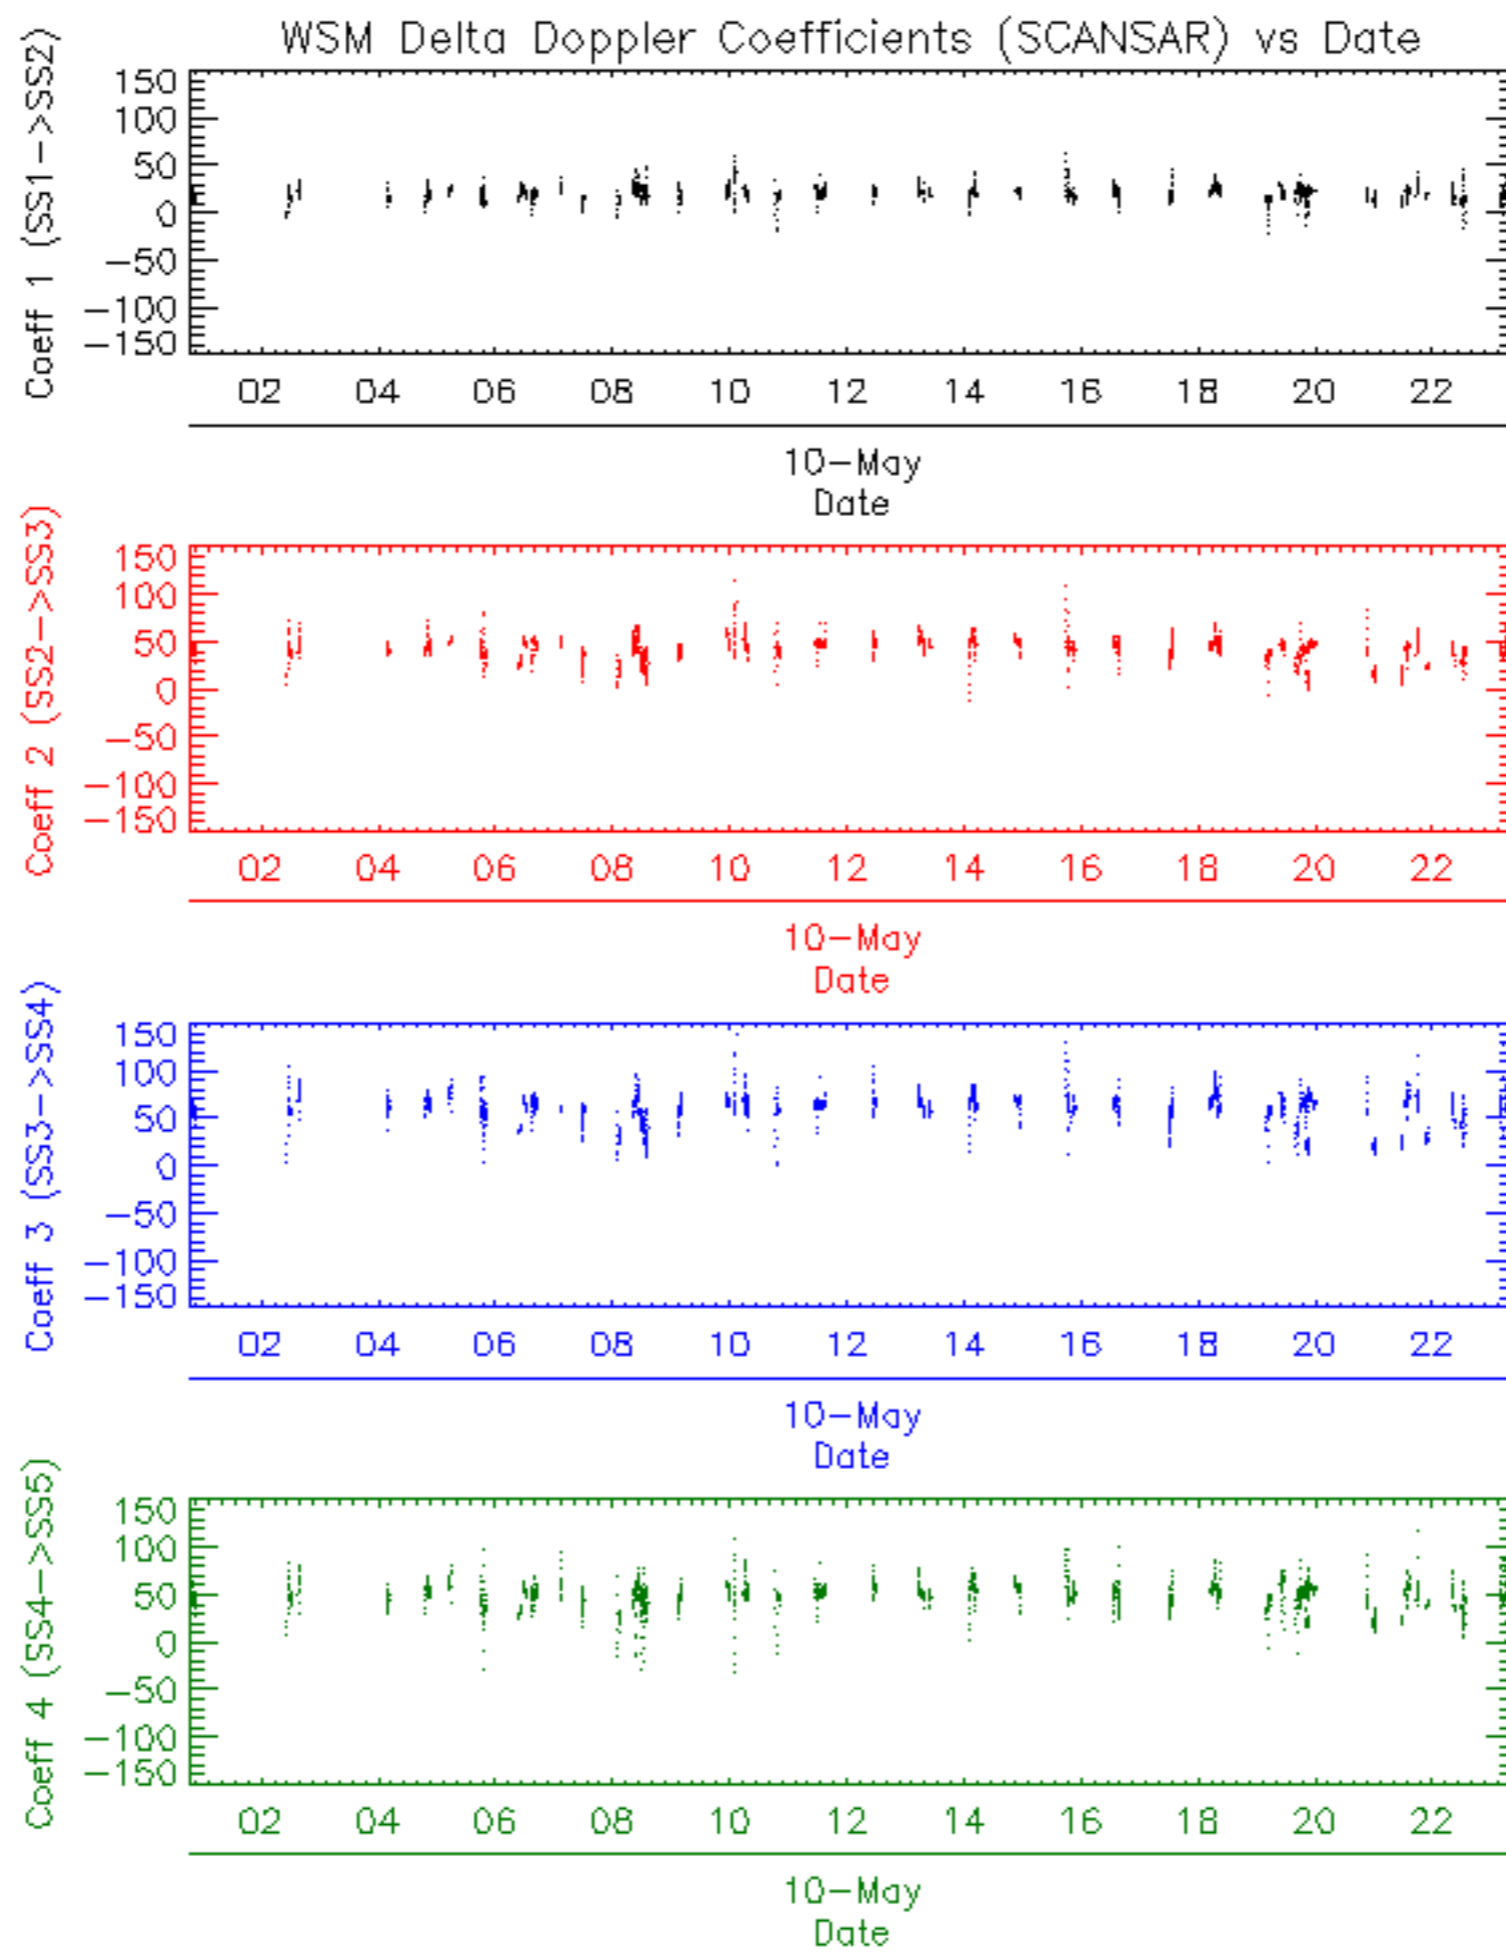 WSM Delta Doppler Coefficients (SCANSAR) vs Date
Coeff 1 (SS1->SS2)
150
100
50
0
-50
-100
-150
02 04 06 08 10 12 14 16 18 20 22
10-May
Date
Coeff 2 (SS2->SS3)
150
100
50
0
-50
-100
-150
02 04 06 08 10 12 14 16 18 20 22
10-May
Date
Coeff 3 (SS3->SS4)
150
100
50
0
-50
-100
-150
02 04 06 08 10 12 14 16 18 20 22
10-May
Date
Coeff 4 (SS4->SS5)
150
100
50
0
-50
-100
-150
02 04 06 08 10 12 14 16 18 20 22
10-May
Date